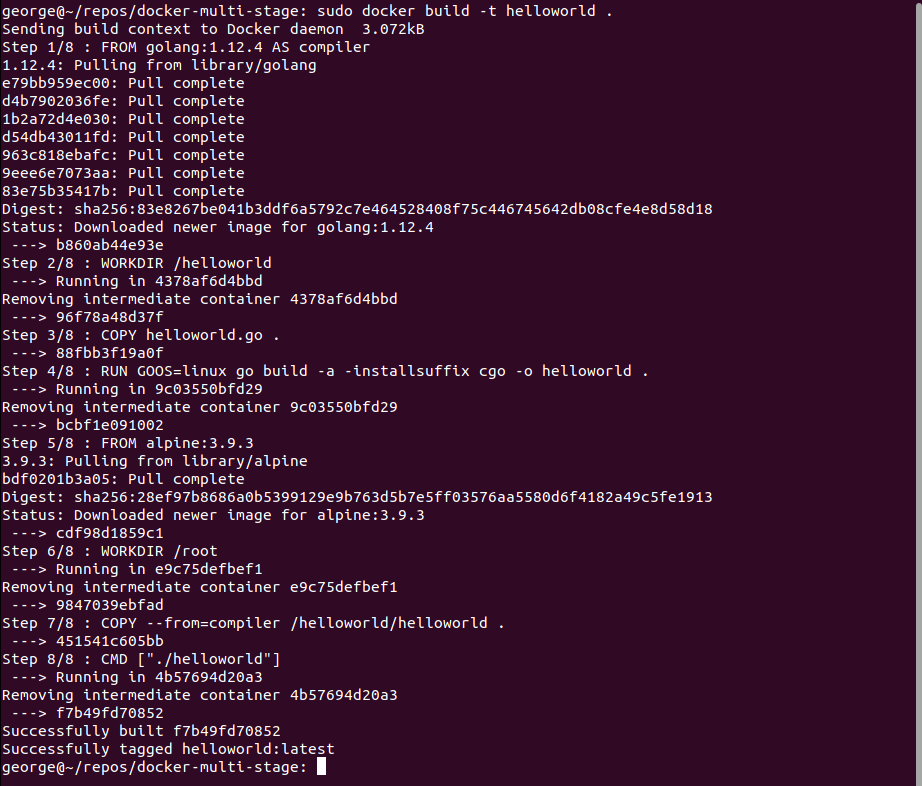 george@~/repos/docker-multi-stage: sudo docker build -t helloworld .
Sending build context to Docker daemon  3.072kB
Step 1/8 : FROM golang:1.12.4 AS compiler
1.12.4: Pulling from library/golang
e79bb959ec00: Pull complete
d4b7902036fe: Pull complete
1b2a72d4e030: Pull complete
d54db43011fd: Pull complete
963c818ebafc: Pull complete
9eee6e7073aa: Pull complete
83e75b35417b: Pull complete
Digest: sha256:83e8267be041b3ddf6a5792c7e464528408f75c446745642db08cfe4e8d58d18
Status: Downloaded newer image for golang:1.12.4
 ---> b860ab44e93e
Step 2/8 : WORKDIR /helloworld
 ---> Running in 4378af6d4bbd
Removing intermediate container 4378af6d4bbd
 ---> 96f78a48d37f
Step 3/8 : COPY helloworld.go .
 ---> 88fbb3f19a0f
Step 4/8 : RUN GOOS=linux go build -a -installsuffix cgo -o helloworld .
 ---> Running in 9c03550bfd29
Removing intermediate container 9c03550bfd29
 ---> bcbf1e091002
Step 5/8 : FROM alpine:3.9.3
3.9.3: Pulling from library/alpine
bdf0201b3a05: Pull complete
Digest: sha256:28ef97b8686a0b5399129e9b763d5b7e5ff03576aa5580d6f4182a49c5fe1913
Status: Downloaded newer image for alpine:3.9.3
 ---> cdf98d1859c1
Step 6/8 : WORKDIR /root
 ---> Running in e9c75defbef1
Removing intermediate container e9c75defbef1
 ---> 9847039ebfad
Step 7/8 : COPY --from=compiler /helloworld/helloworld .
 ---> 451541c605bb
Step 8/8 : CMD ["./helloworld"]
 ---> Running in 4b57694d20a3
Removing intermediate container 4b57694d20a3
 ---> f7b49fd70852
Successfully built f7b49fd70852
Successfully tagged helloworld:latest
george@~/repos/docker-multi-stage: